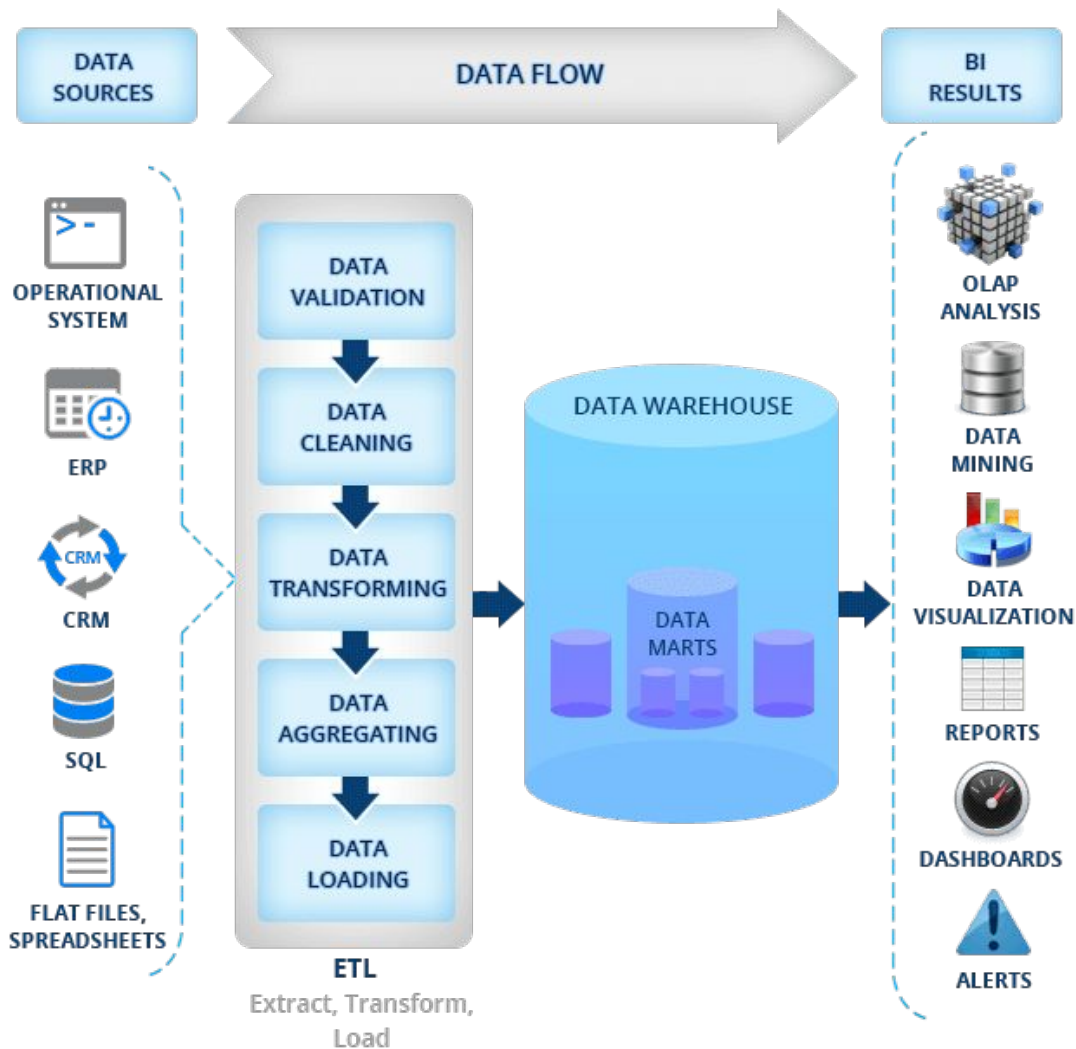 DATA
SOURCES
DATA FLOW
BI
RESULTS
>-
OPERATIONAL
SYSTEM
ERP
CRM
CRM
SQL
FLAT FILES,
SPREADSHEETS
DATA
VALIDATION
DATA
CLEANING
DATA
TRANSFORMING
DATA
AGGREGATING
DATA
LOADING
ETL
Extract, Transform,
Load
DATA WAREHOUSE
DATA
MARTS
OLAP
ANALYSIS
DATA
MINING
DATA
VISUALIZATION
REPORTS
DASHBOARDS
!
ALERTS